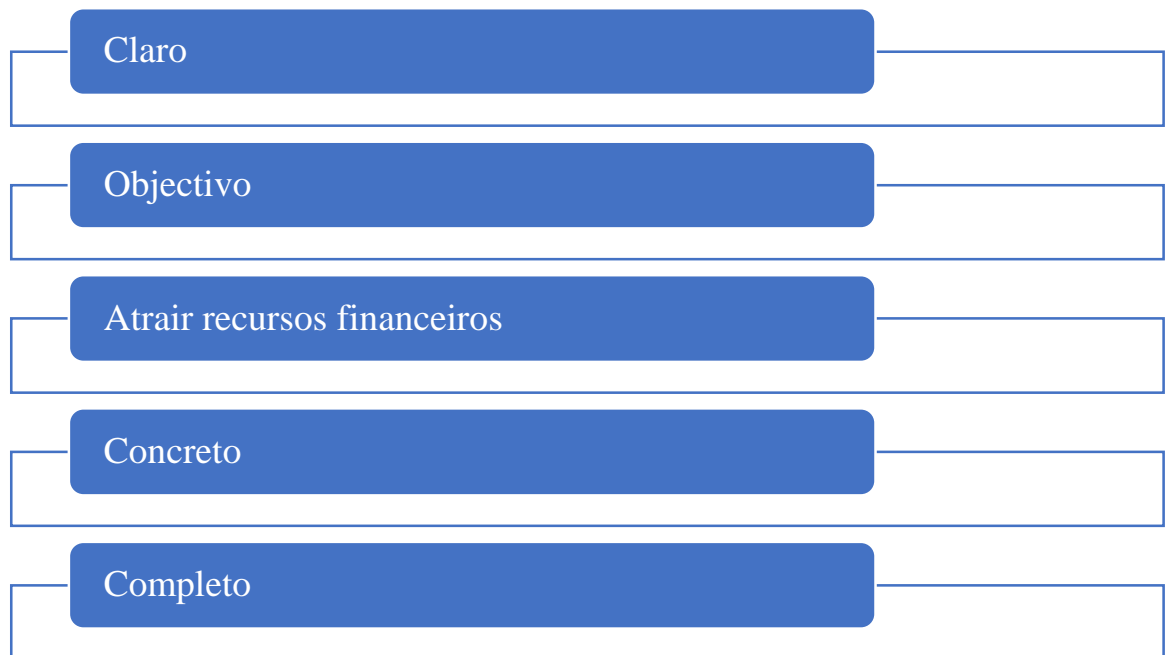 Claro
Objectivo
Atrair recursos financeiros
Concreto
Completo